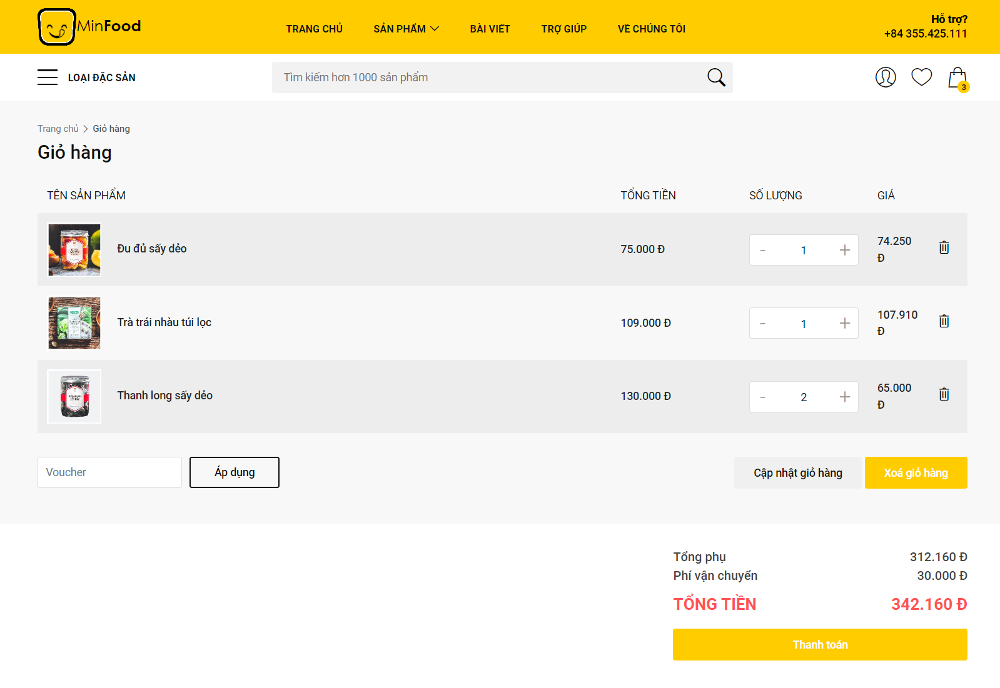 MinFood
TRANG CHỦ SẢN PHẨM BÀI VIẾT TRỢ GIÚP VỀ CHÚNG TÔI
Hỗ trợ?
+84 355.425.111
LOẠI ĐẶC SẢN
Tìm kiếm hơn 1000 sản phẩm
3
Trang chủ > Giỏ hàng
Giỏ hàng
TÊN SẢN PHẨM TỔNG TIỀN SỐ LƯỢNG GIÁ
Đu đủ sấy dẻo 75.000 Đ - 1 + 74.250 Đ
Trà trái nhàu túi lọc 109.000 Đ - 1 + 107.910 Đ
Thanh long sấy dẻo 130.000 Đ - 2 + 65.000 Đ
Voucher Áp dụng Cập nhật giỏ hàng Xoá giỏ hàng
Tổng phụ 312.160 Đ
Phí vận chuyển 30.000 Đ
TỔNG TIỀN 342.160 Đ
Thanh toán